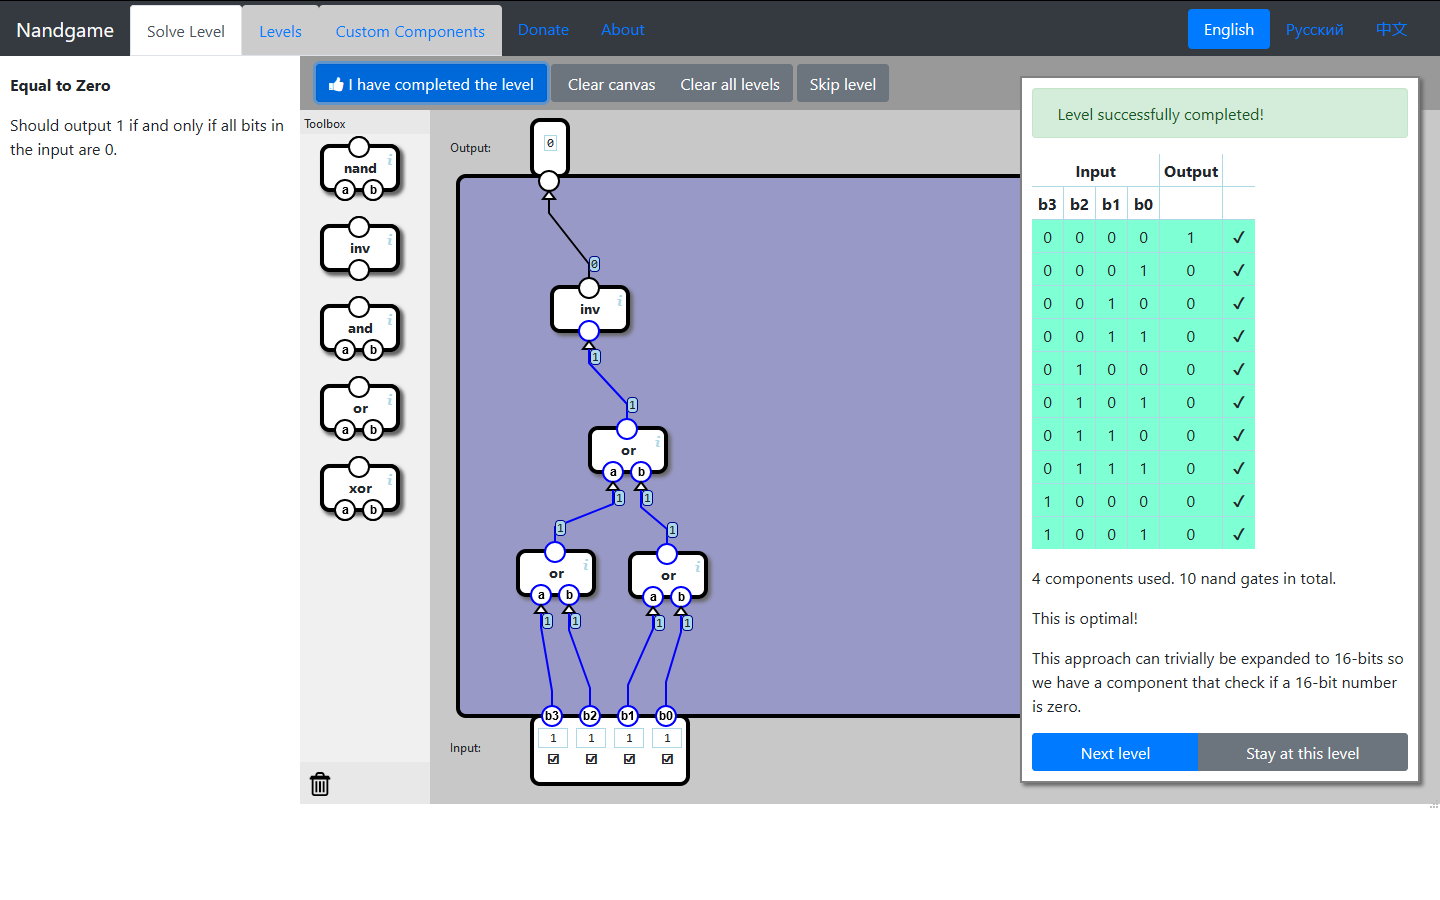 Nandgame
Solve Level
Levels
Custom Components
Donate
About
English
Русский
中文
Equal to Zero
Should output 1 if and only if all bits in
the input are 0.
I have completed the level
Clear canvas
Clear all levels
Skip level
Toolbox
nand
a b
inv
and
a b
or
a b
xor
a b
Output:
0
0
inv
1
1
or
a b
1 1
1 1
or or
a b a b
1 1 1 1
b3 b2 b1 b0
Input:
1 1 1 1
Level successfully completed!
Input Output
b3 b2 b1 b0
0 0 0 0 1 ✓
0 0 0 1 0 ✓
0 0 1 0 0 ✓
0 0 1 1 0 ✓
0 1 0 0 0 ✓
0 1 0 1 0 ✓
0 1 1 0 0 ✓
0 1 1 1 0 ✓
1 0 0 0 0 ✓
1 0 0 1 0 ✓
4 components used. 10 nand gates in total.
This is optimal!
This approach can trivially be expanded to 16-bits so
we have a component that check if a 16-bit number
is zero.
Next level
Stay at this level